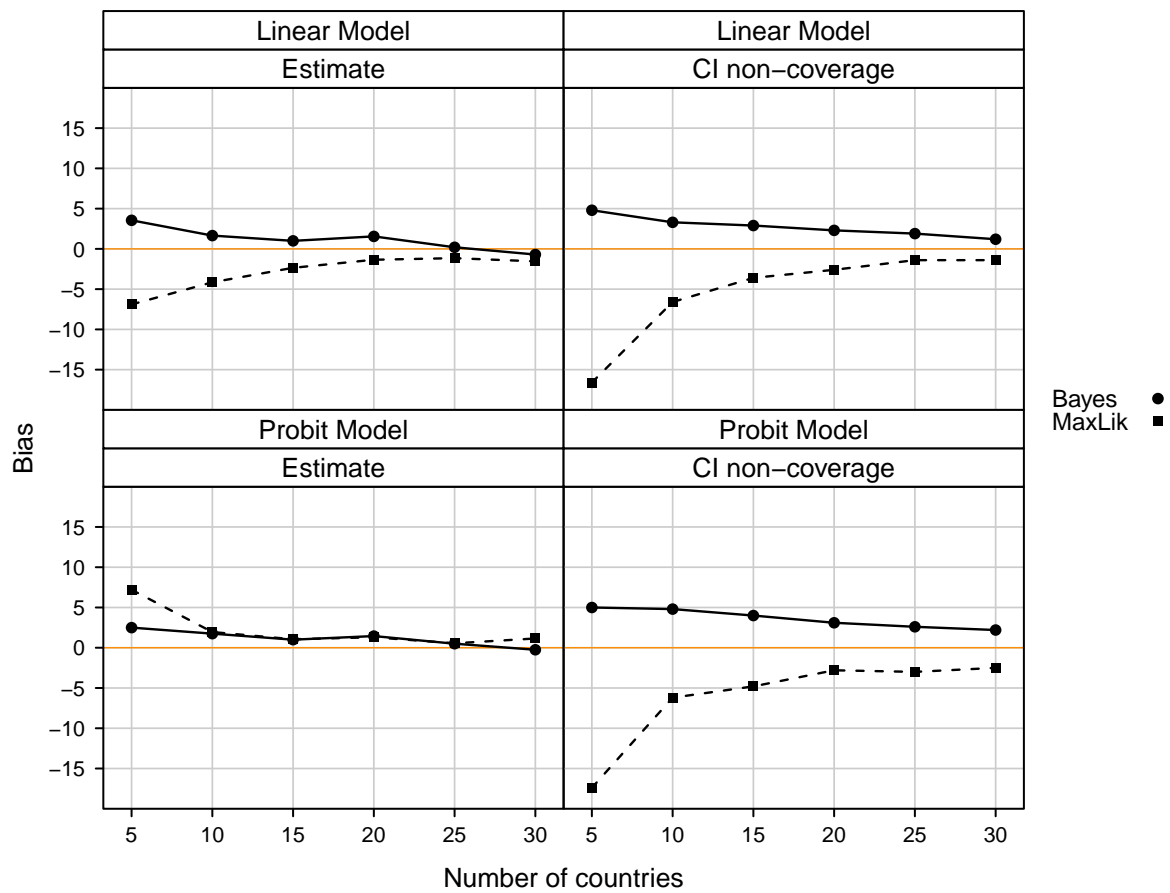 Linear Model
Linear Model
Estimate
CI non−coverage
15
10
5
0
−5
−10
−15
Probit Model
Probit Model
Estimate
CI non−coverage
15
10
5
0
−5
−10
−15
5 10 15 20 25 30
5 10 15 20 25 30
Number of countries
Bias
Bayes
MaxLik